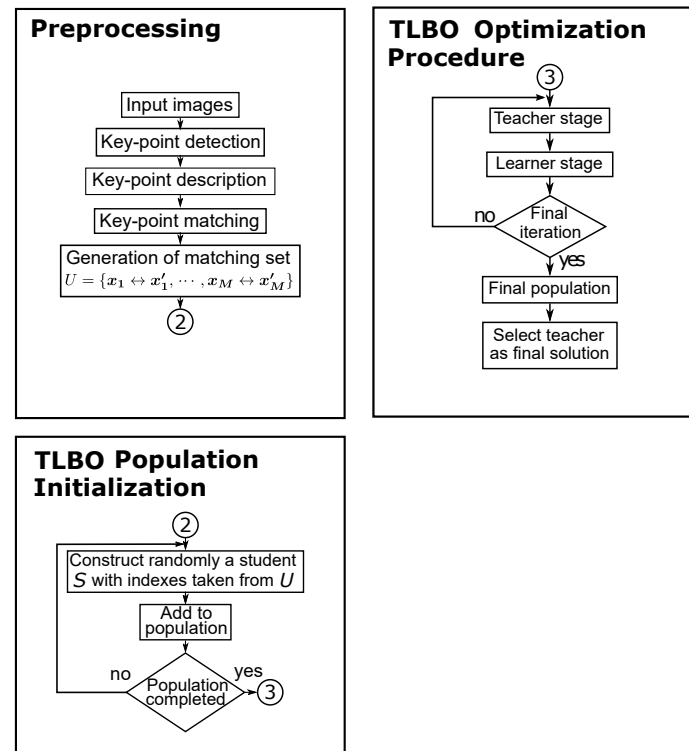 Preprocessing
Input images
Key-point detection
Key-point description
Key-point matching
Generation of matching set
U = {x₁ ↔ x′₁, ⋯ , x_M ↔ x′_M}
2
TLBO Optimization
Procedure
3
Teacher stage
Learner stage
no
Final
iteration
yes
Final population
Select teacher
as final solution
TLBO Population
Initialization
2
Construct randomly a student
S with indexes taken from U
Add to
population
no
yes
Population
completed
3